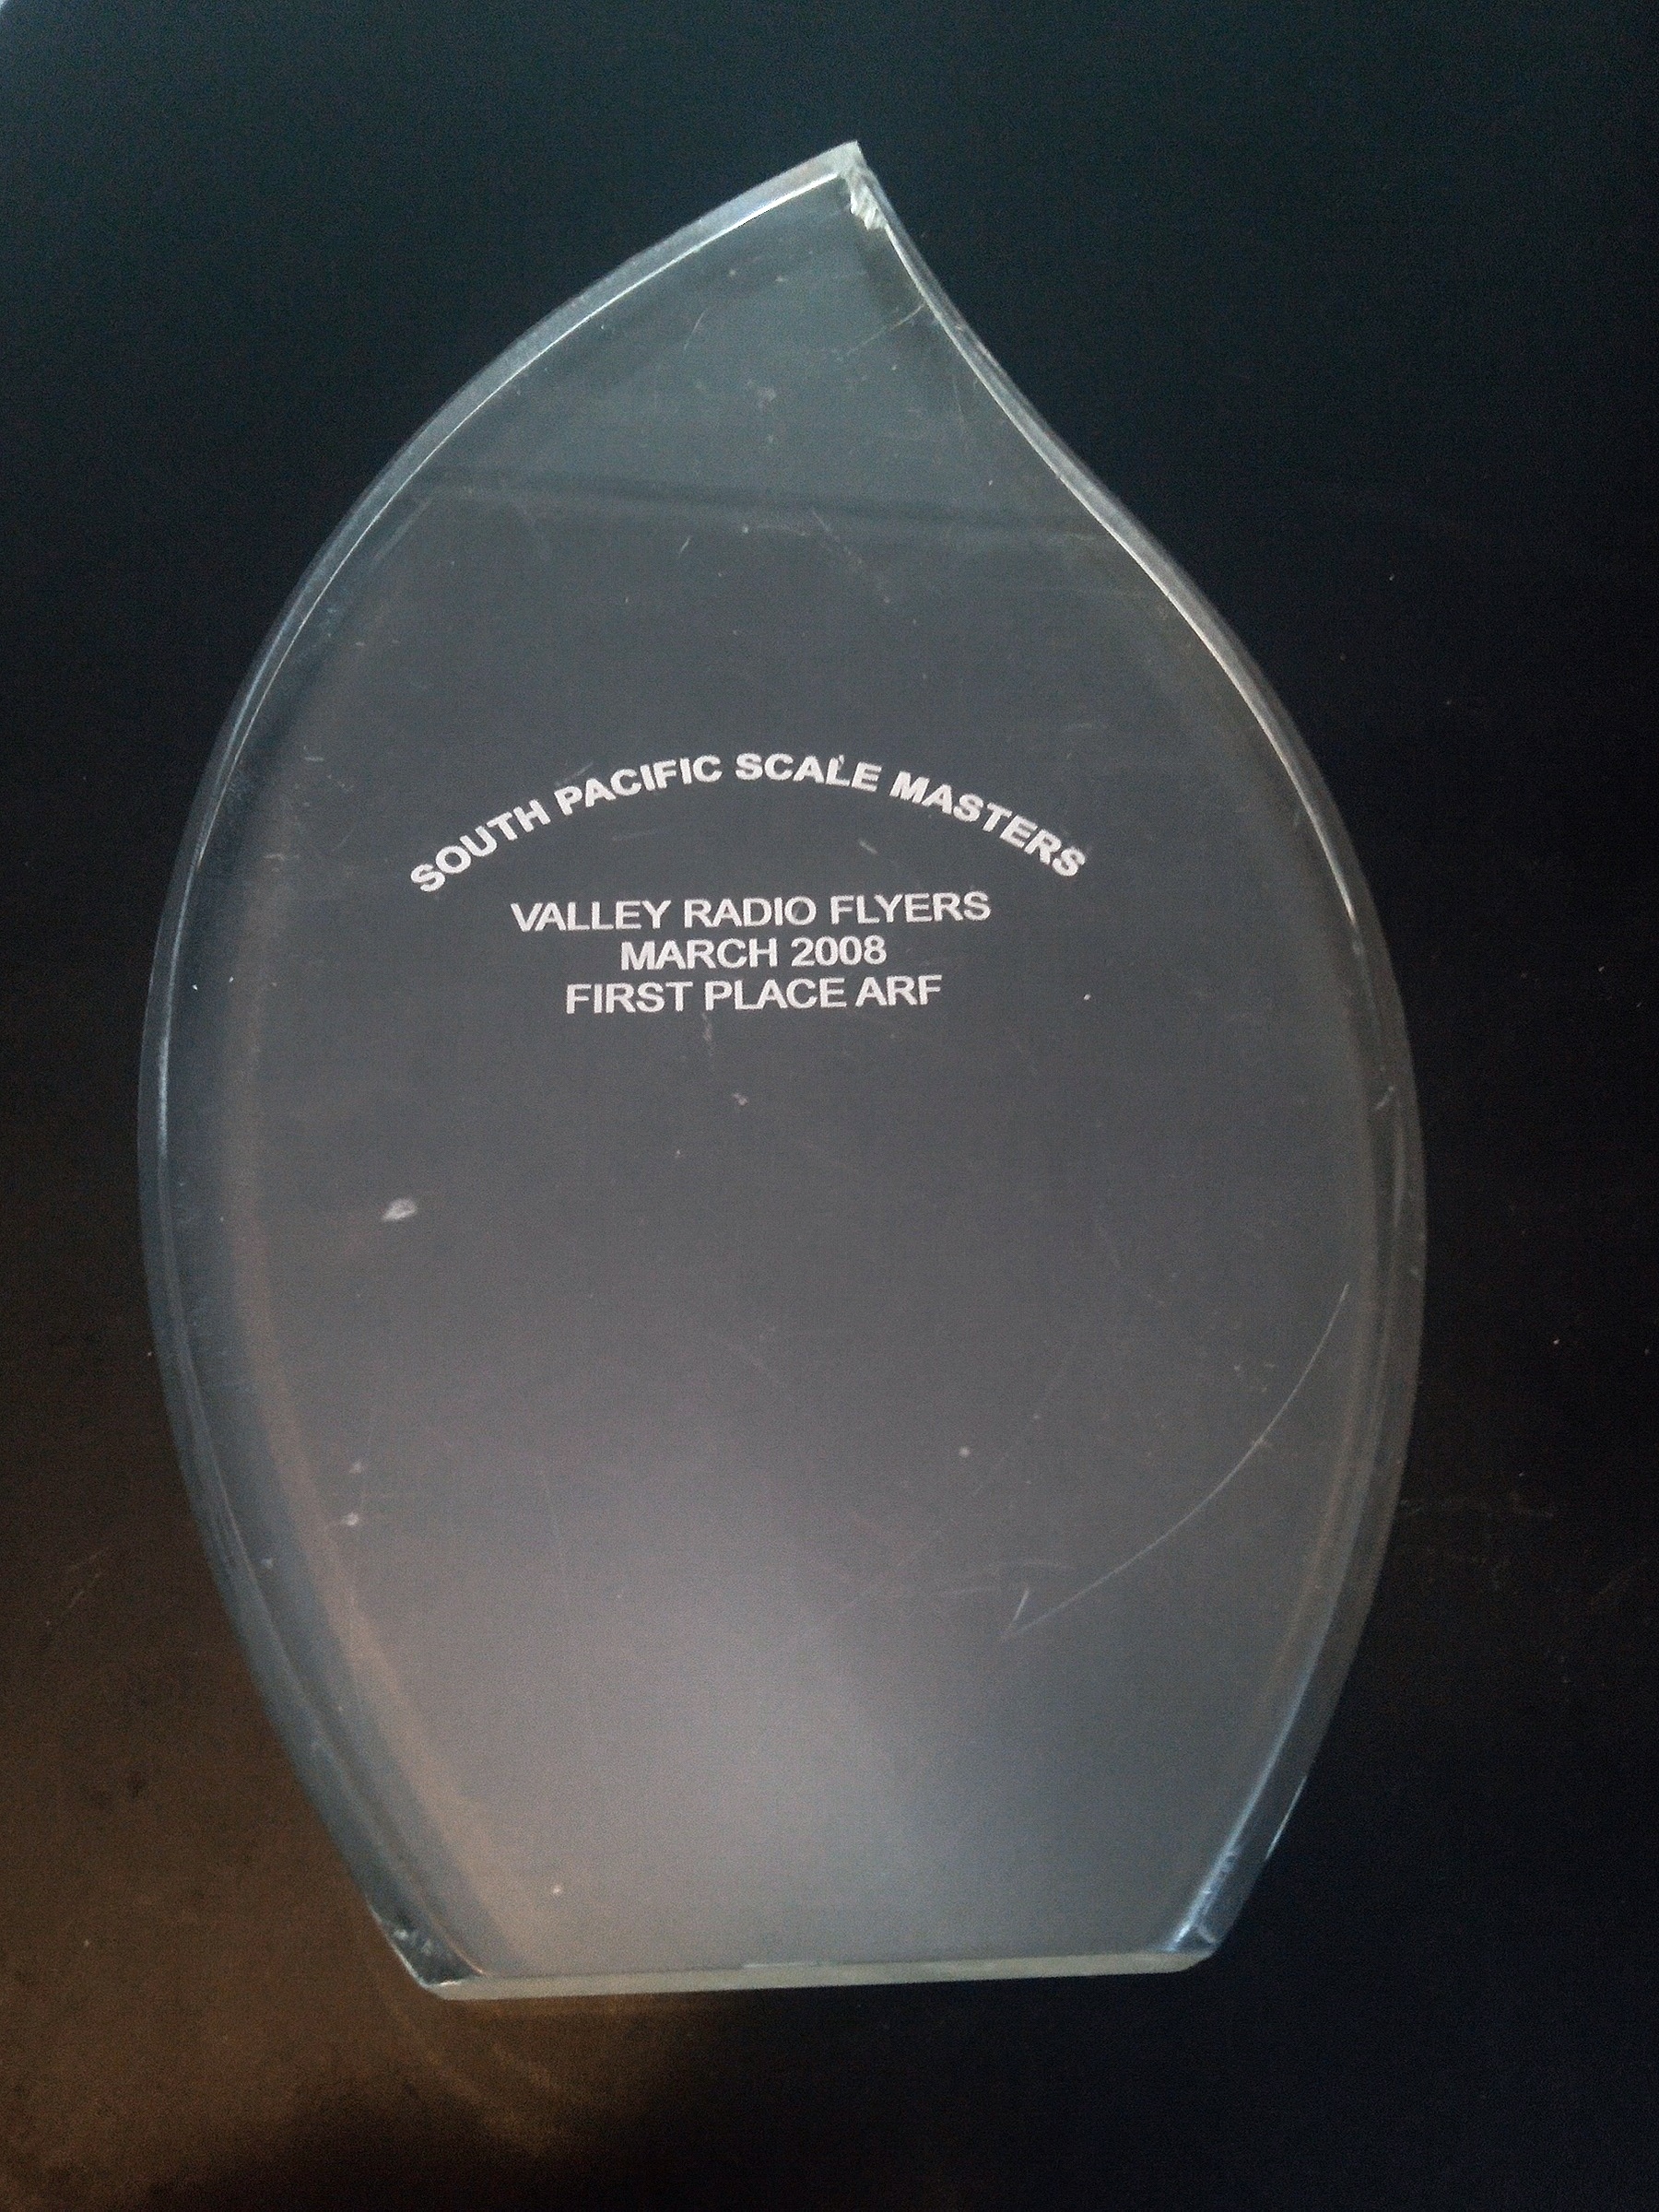 SOUTH PACIFIC SCALE MASTERS
VALLEY RADIO FLYERS
MARCH 2008
FIRST PLACE ARF